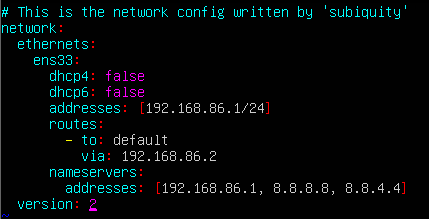 # This is the network config written by 'subiquity'
network:
  ethernets:
    ens33:
      dhcp4: false
      dhcp6: false
      addresses: [192.168.86.1/24]
      routes:
        - to: default
          via: 192.168.86.2
      nameservers:
        addresses: [192.168.86.1, 8.8.8.8, 8.8.4.4]
  version: 2
~